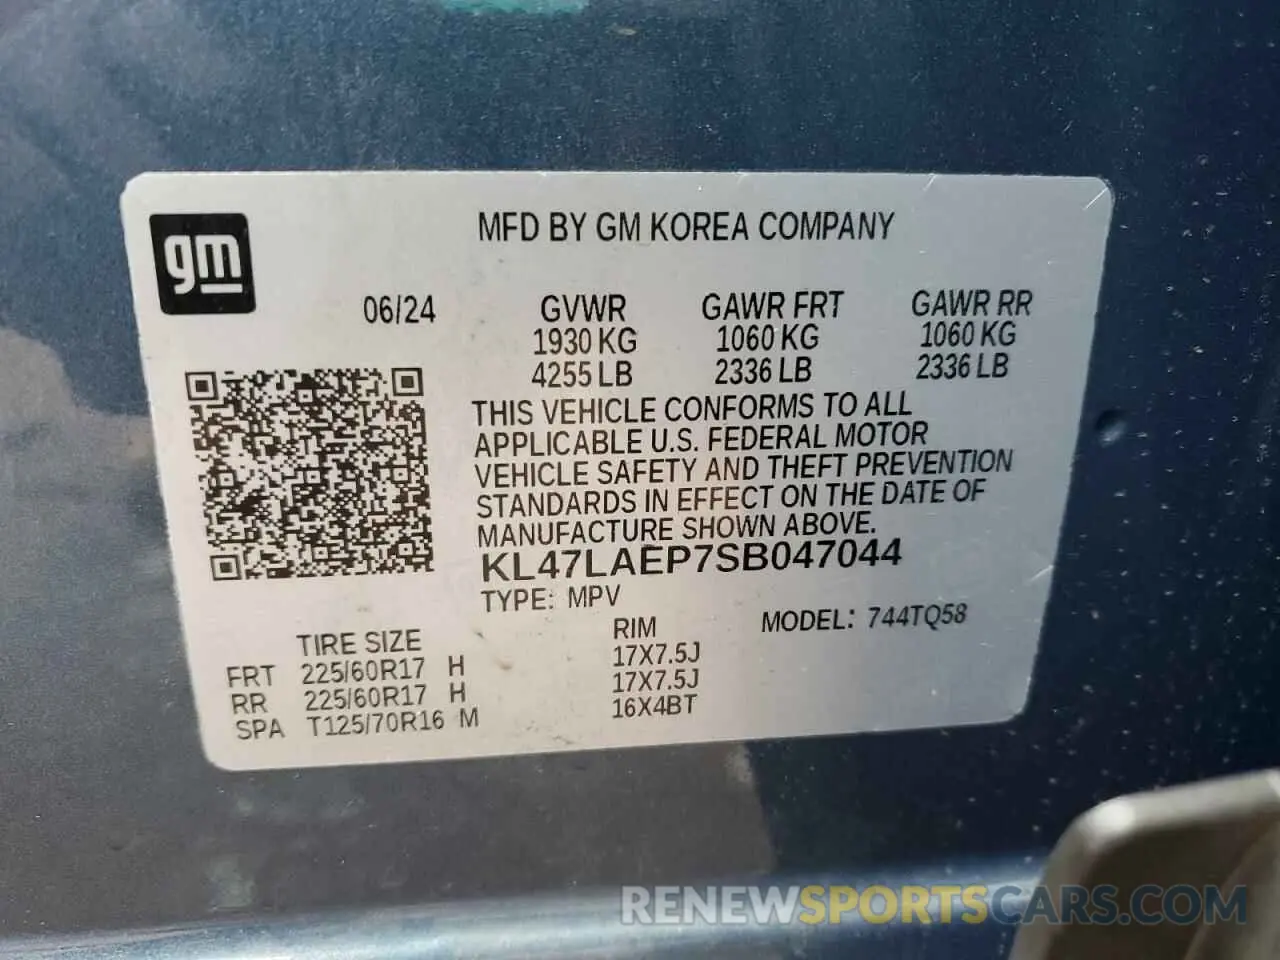 gm
MFD BY GM KOREA COMPANY
06/24 GVWR GAWR FRT GAWR RR
1930 KG 1060 KG 1060 KG
4255 LB 2336 LB 2336 LB
THIS VEHICLE CONFORMS TO ALL
APPLICABLE U.S. FEDERAL MOTOR
VEHICLE SAFETY AND THEFT PREVENTION
STANDARDS IN EFFECT ON THE DATE OF
MANUFACTURE SHOWN ABOVE.
KL47LAEP7SB047044
TYPE: MPV MODEL: 744TQ58
TIRE SIZE RIM
FRT 225/60R17 H 17X7.5J
RR 225/60R17 H 17X7.5J
SPA T125/70R16 M 16X4BT
RENEWSPORTSCARS.COM